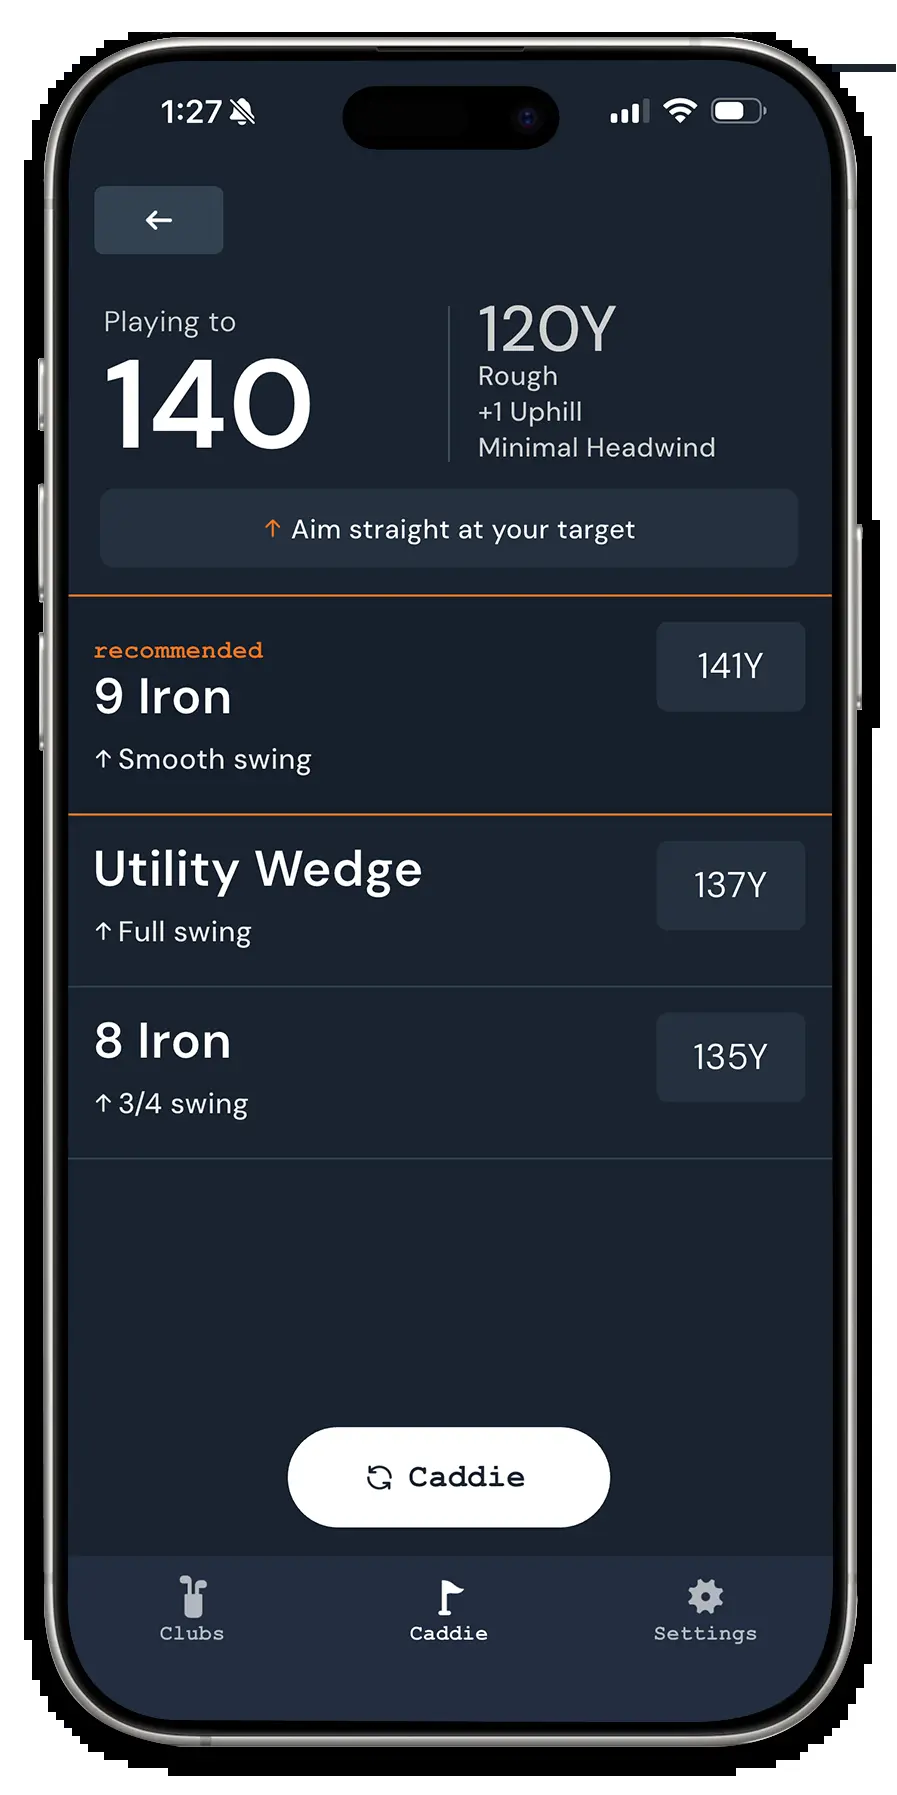 1:27
Playing to
140
120Y
Rough
+1 Uphill
Minimal Headwind
↑ Aim straight at your target
recommended
9 Iron
141Y
↑ Smooth swing
Utility Wedge
137Y
↑ Full swing
8 Iron
135Y
↑ 3/4 swing
Caddie
Clubs
Caddie
Settings